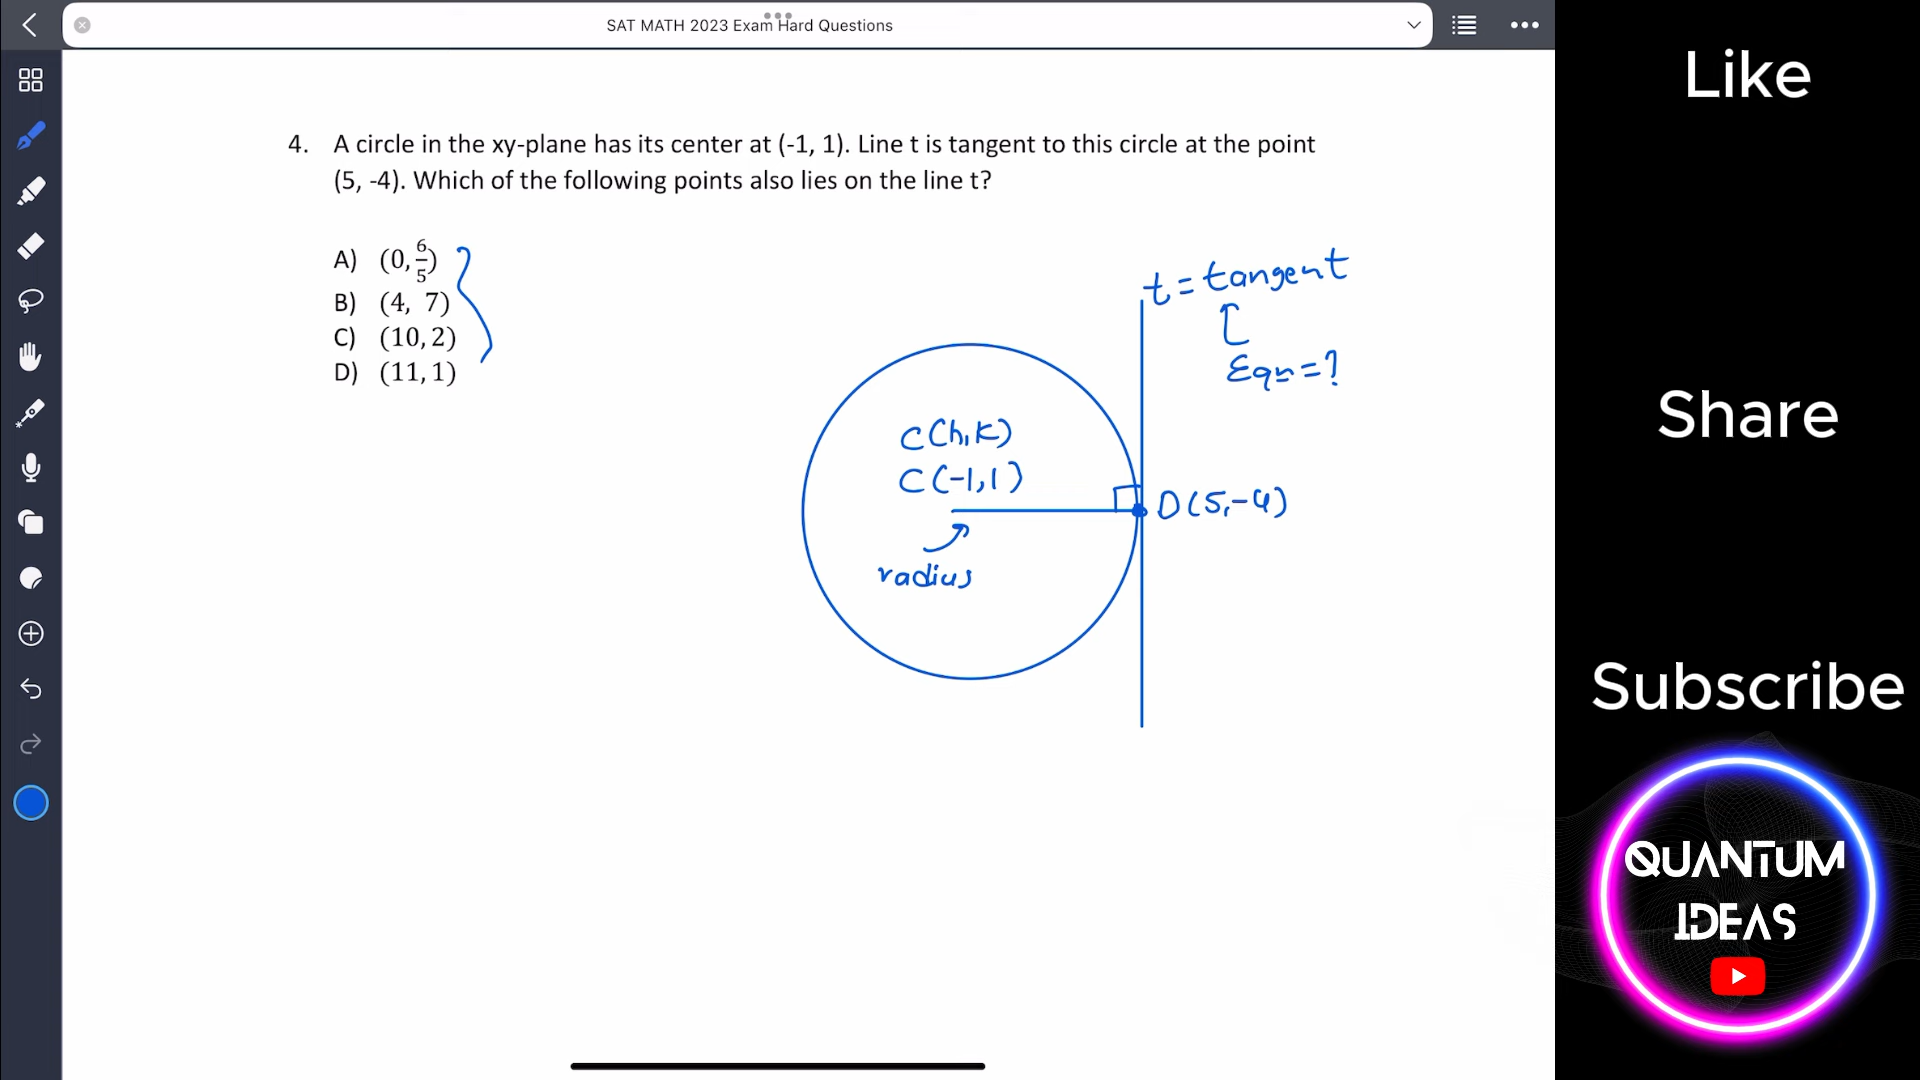 SAT MATH 2023 Exam Hard Questions
4. A circle in the xy-plane has its center at (-1, 1). Line t is tangent to this circle at the point
(5, -4). Which of the following points also lies on the line t?
A) (0, 6/5)
B) (4, 7)
C) (10, 2)
D) (11, 1)
t = tangent
Eqn = ?
C(h,k)
C(-1,1)
D(5,-4)
radius
Like
Share
Subscribe
QUANTUM
IDEAS